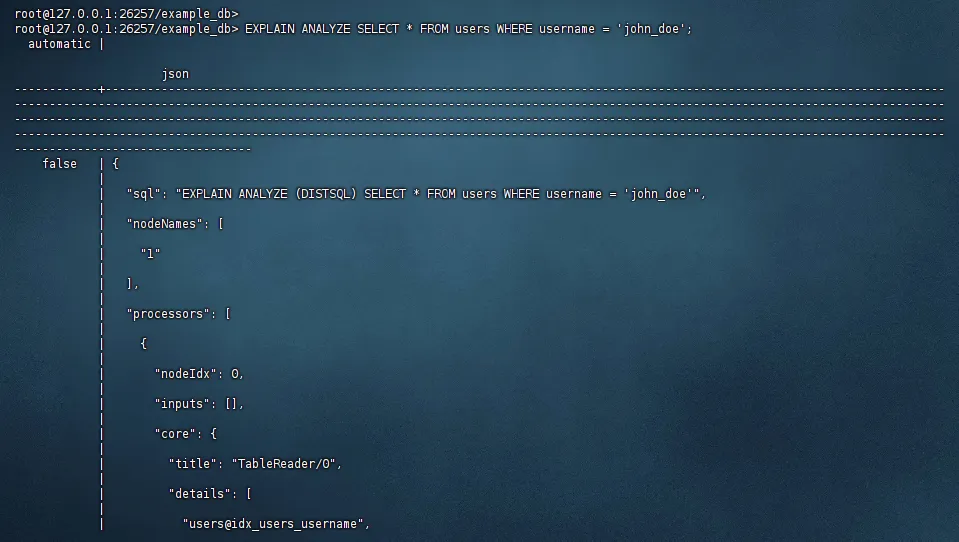 root@127.0.0.1:26257/example_db>
root@127.0.0.1:26257/example_db> EXPLAIN ANALYZE SELECT * FROM users WHERE username = 'john_doe';
  automatic |

                     json
------------+------------------------------------------------------------------------------------------------------------------------
-------------------------------------------------------------------------------------------------------------------------------------
-------------------------------------------------------------------------------------------------------------------------------------
-------------------------------------------------------------------------------------------------------------------------------------
----------------------------------
    false   | {
            |
            |   "sql": "EXPLAIN ANALYZE (DISTSQL) SELECT * FROM users WHERE username = 'john_doe'",
            |
            |   "nodeNames": [
            |
            |     "1"
            |
            |   ],
            |
            |   "processors": [
            |
            |     {
            |
            |       "nodeIdx": 0,
            |
            |       "inputs": [],
            |
            |       "core": {
            |
            |         "title": "TableReader/0",
            |
            |         "details": [
            |
            |           "users@idx_users_username",